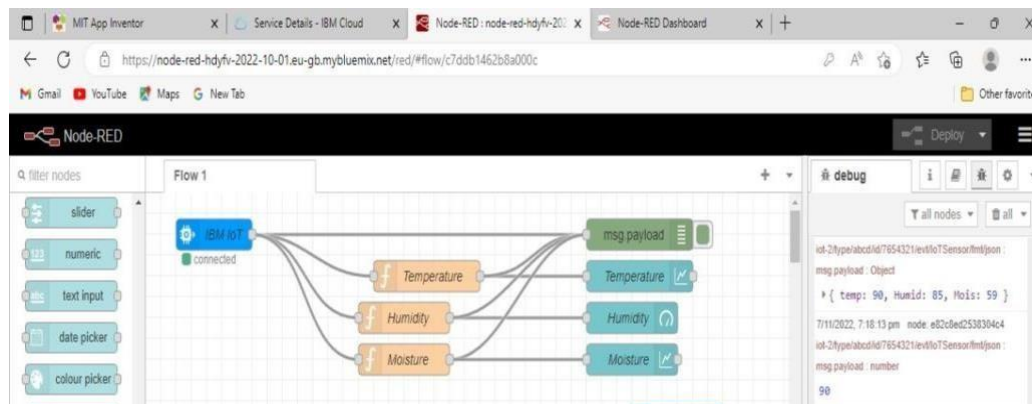 MIT App Inventor
Service Details - IBM Cloud
Node-RED : node-red-hdyfv-202
Node-RED Dashboard
https://node-red-hdyfv-2022-10-01.eu-gb.mybluemix.net/red/#flow/c7ddb1462b8a000c
Gmail YouTube Maps New Tab
Other favorit
Node-RED
Deploy
filter nodes
Flow 1
debug
all nodes
all
slider
numeric
text input
date picker
colour picker
IBM IoT
connected
Temperature
Humidity
Moisture
msg.payload
Temperature
Humidity
Moisture
iot-2/type/abcd/id/7654321/evt/IoTSensor/fmt/json :
msg.payload : Object
{ temp: 90, Humid: 85, Mois: 59 }
7/11/2022, 7:18:13 pm node: e82c8ed2538304c4
iot-2/type/abcd/id/7654321/evt/IoTSensor/fmt/json :
msg.payload : number
90